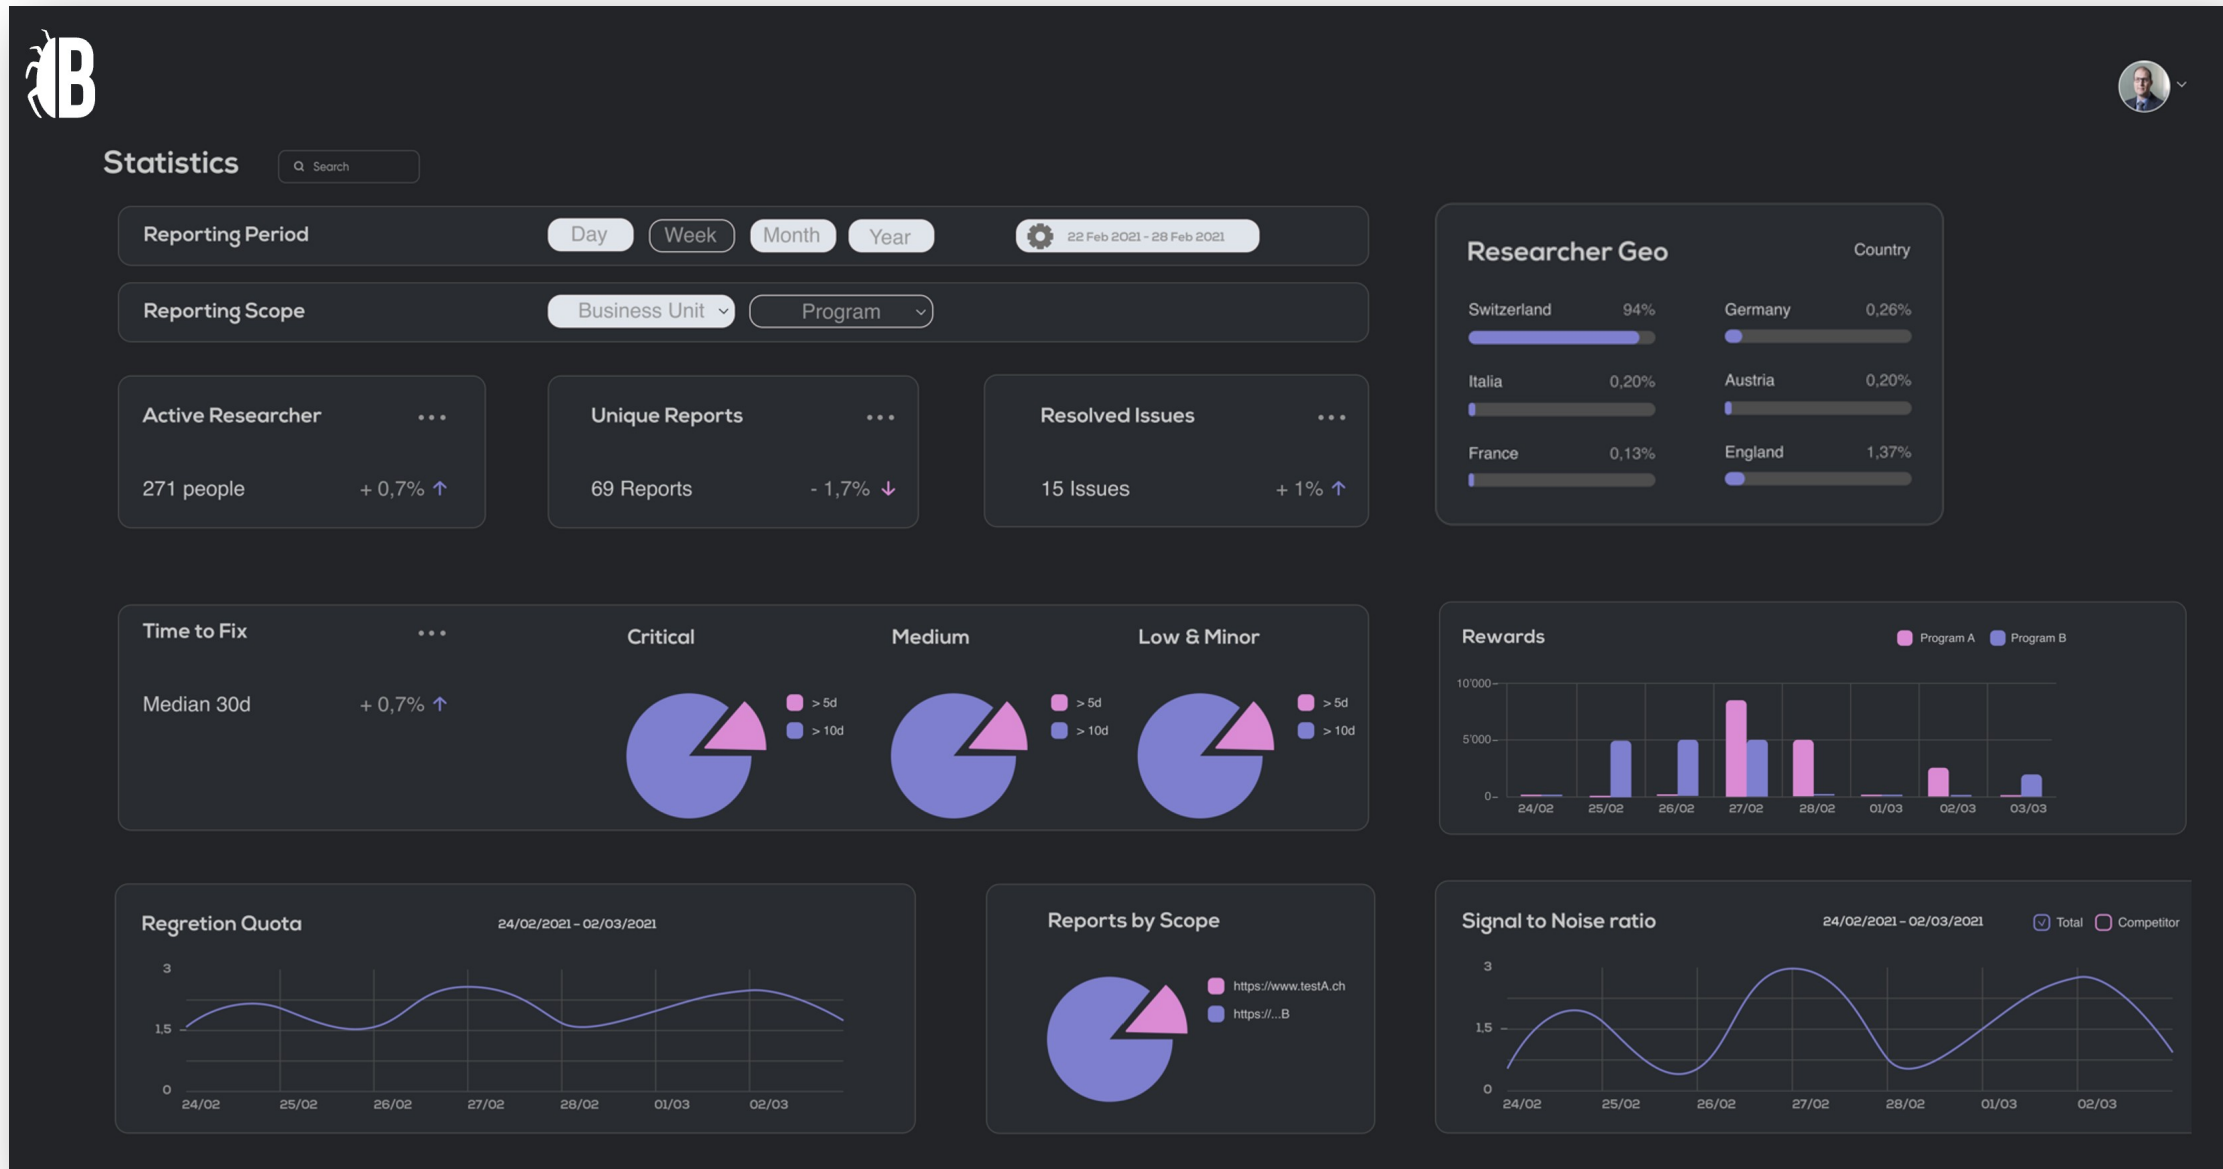 B
Statistics
Search
Reporting Period
Day
Week
Month
Year
22 Feb 2021 - 28 Feb 2021
Reporting Scope
Business Unit
Program
Active Researcher
271 people
+ 0,7%
Unique Reports
69 Reports
- 1,7%
Resolved Issues
15 Issues
+ 1%
Researcher Geo
Country
Switzerland 94%
Germany 0,26%
Italia 0,20%
Austria 0,20%
France 0,13%
England 1,37%
Time to Fix
Median 30d
+ 0,7%
Critical
> 5d
> 10d
Medium
> 5d
> 10d
Low & Minor
> 5d
> 10d
Rewards
Program A
Program B
10'000
5'000
0
24/02 25/02 26/02 27/02 28/02 01/03 02/03 03/03
Regretion Quota
24/02/2021 - 02/03/2021
3
1,5
0
24/02 25/02 26/02 27/02 28/02 01/03 02/03
Reports by Scope
https://www.testA.ch
https://...B
Signal to Noise ratio
24/02/2021 - 02/03/2021
Total
Competitor
3
1,5
0
24/02 25/02 26/02 27/02 28/02 01/03 02/03